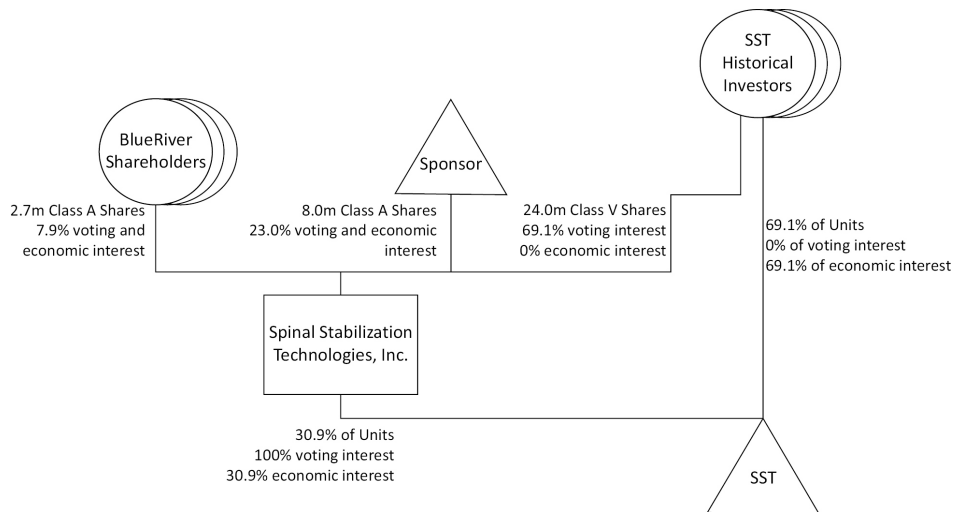 SST
Historical
Investors
BlueRiver
Shareholders
Sponsor
2.7m Class A Shares
7.9% voting and
economic interest
8.0m Class A Shares
23.0% voting and economic
interest
24.0m Class V Shares
69.1% voting interest
0% economic interest
69.1% of Units
0% of voting interest
69.1% of economic interest
Spinal Stabilization
Technologies, Inc.
30.9% of Units
100% voting interest
30.9% economic interest
SST